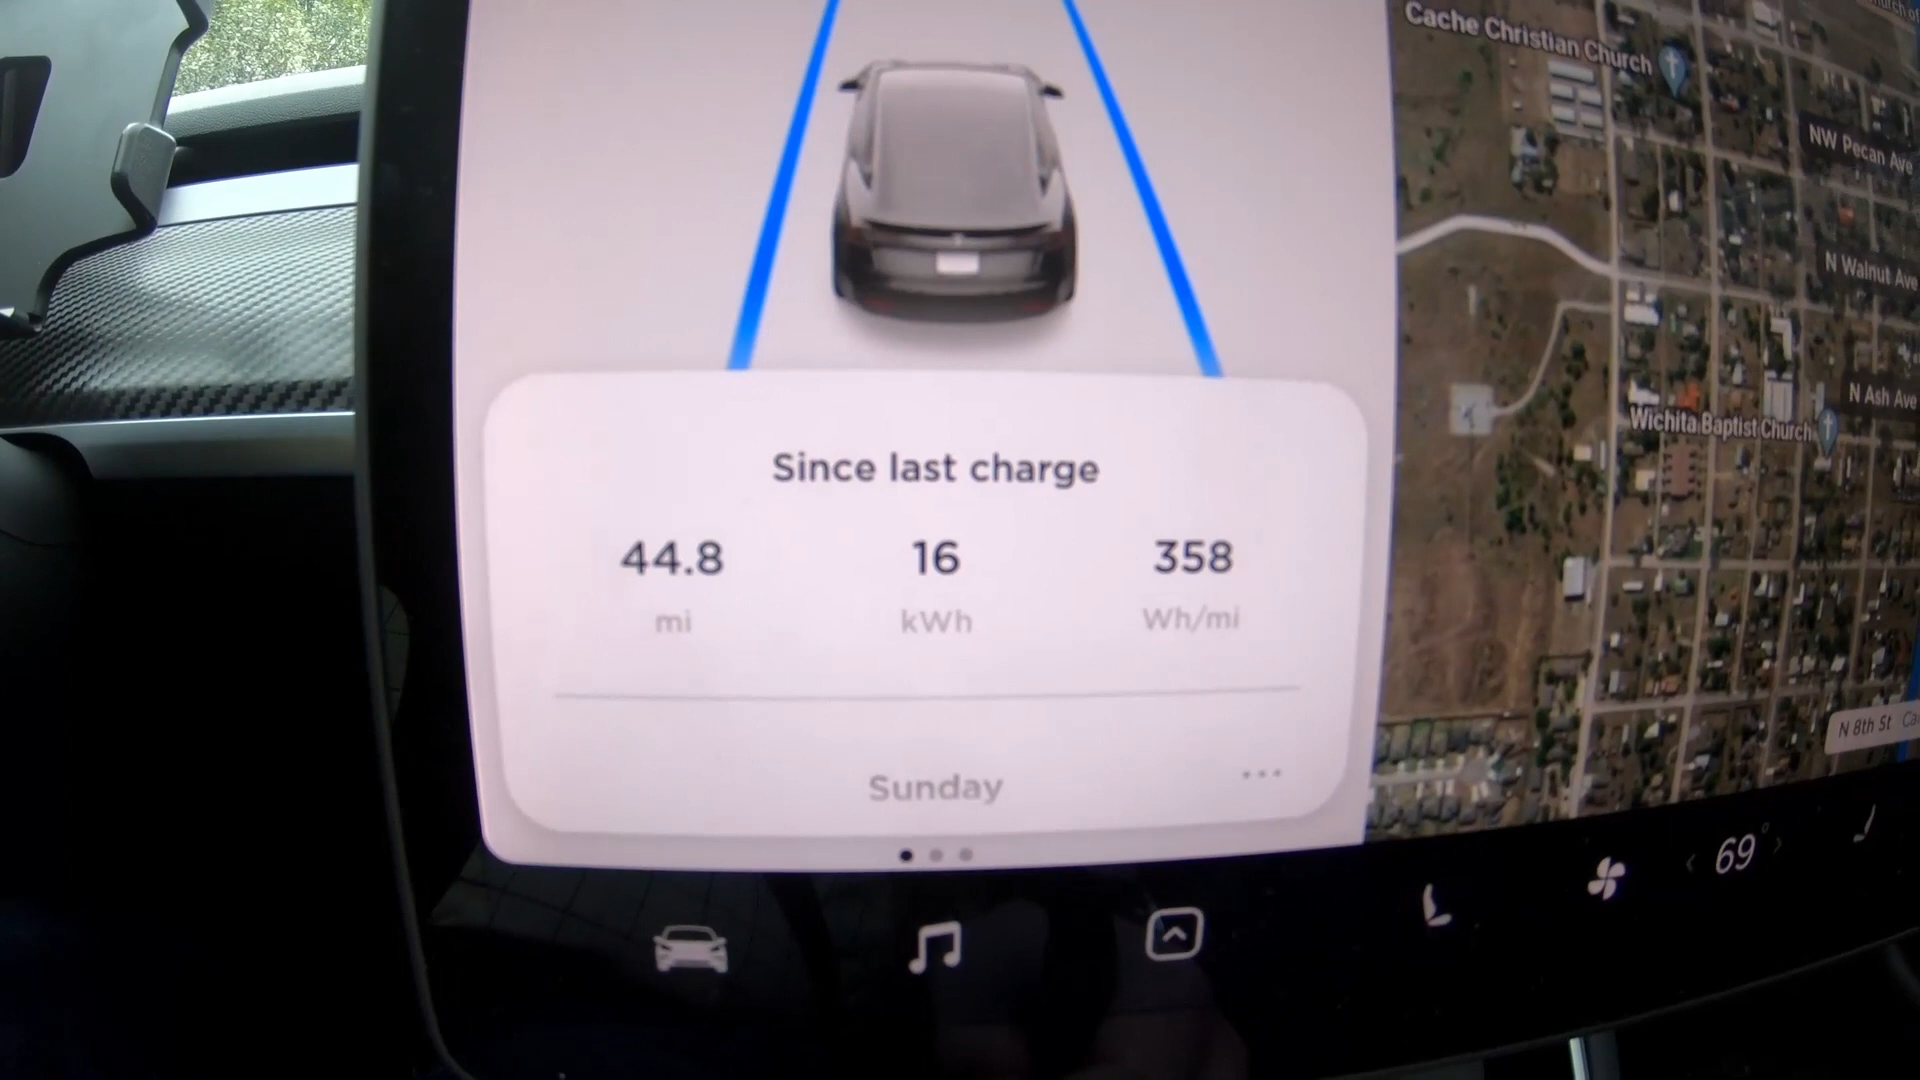 Cache Christian Church
NW Pecan Ave
N Walnut Ave
N Ash Ave
Wichita Baptist Church
N 8th St
Since last charge
44.8 16 358
mi kWh Wh/mi
Sunday
69